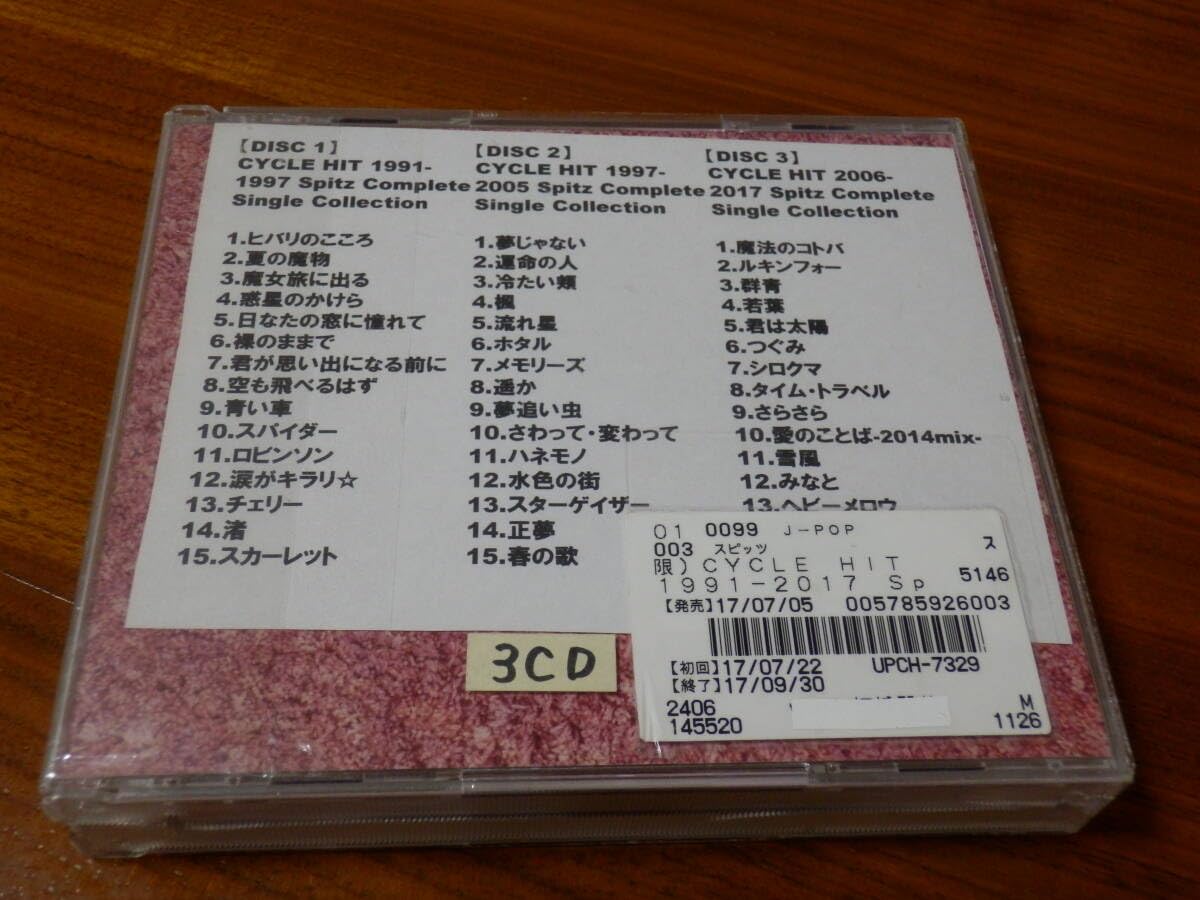 【DISC 1】
CYCLE HIT 1991-
1997 Spitz Complete
Single Collection
1.ヒバリのこころ
2.夏の魔物
3.魔女旅に出る
4.惑星のかけら
5.日なたの窓に憧れて
6.裸のままで
7.君が思い出になる前に
8.空も飛べるはず
9.青い車
10.スパイダー
11.ロビンソン
12.涙がキラリ☆
13.チェリー
14.渚
15.スカーレット
【DISC 2】
CYCLE HIT 1997-
2005 Spitz Complete
Single Collection
1.夢じゃない
2.運命の人
3.冷たい頬
4.楓
5.流れ星
6.ホタル
7.メモリーズ
8.遥か
9.夢追い虫
10.さわって・変わって
11.ハネモノ
12.水色の街
13.スターゲイザー
14.正夢
15.春の歌
【DISC 3】
CYCLE HIT 2006-
2017 Spitz Complete
Single Collection
1.魔法のコトバ
2.ルキンフォー
3.群青
4.若葉
5.君は太陽
6.つぐみ
7.シロクマ
8.タイム・トラベル
9.さらさら
10.愛のことば-2014mix-
11.雪風
12.みなと
13.ヘビーメロウ
01 0099 J-POP
003 スピッツ ス
限)CYCLE HIT
1991-2017 Sp 5146
【発売】17/07/05 005785926003
【初回】17/07/22 UPCH-7329
【終了】17/09/30
2406 M
145520 1126
3CD